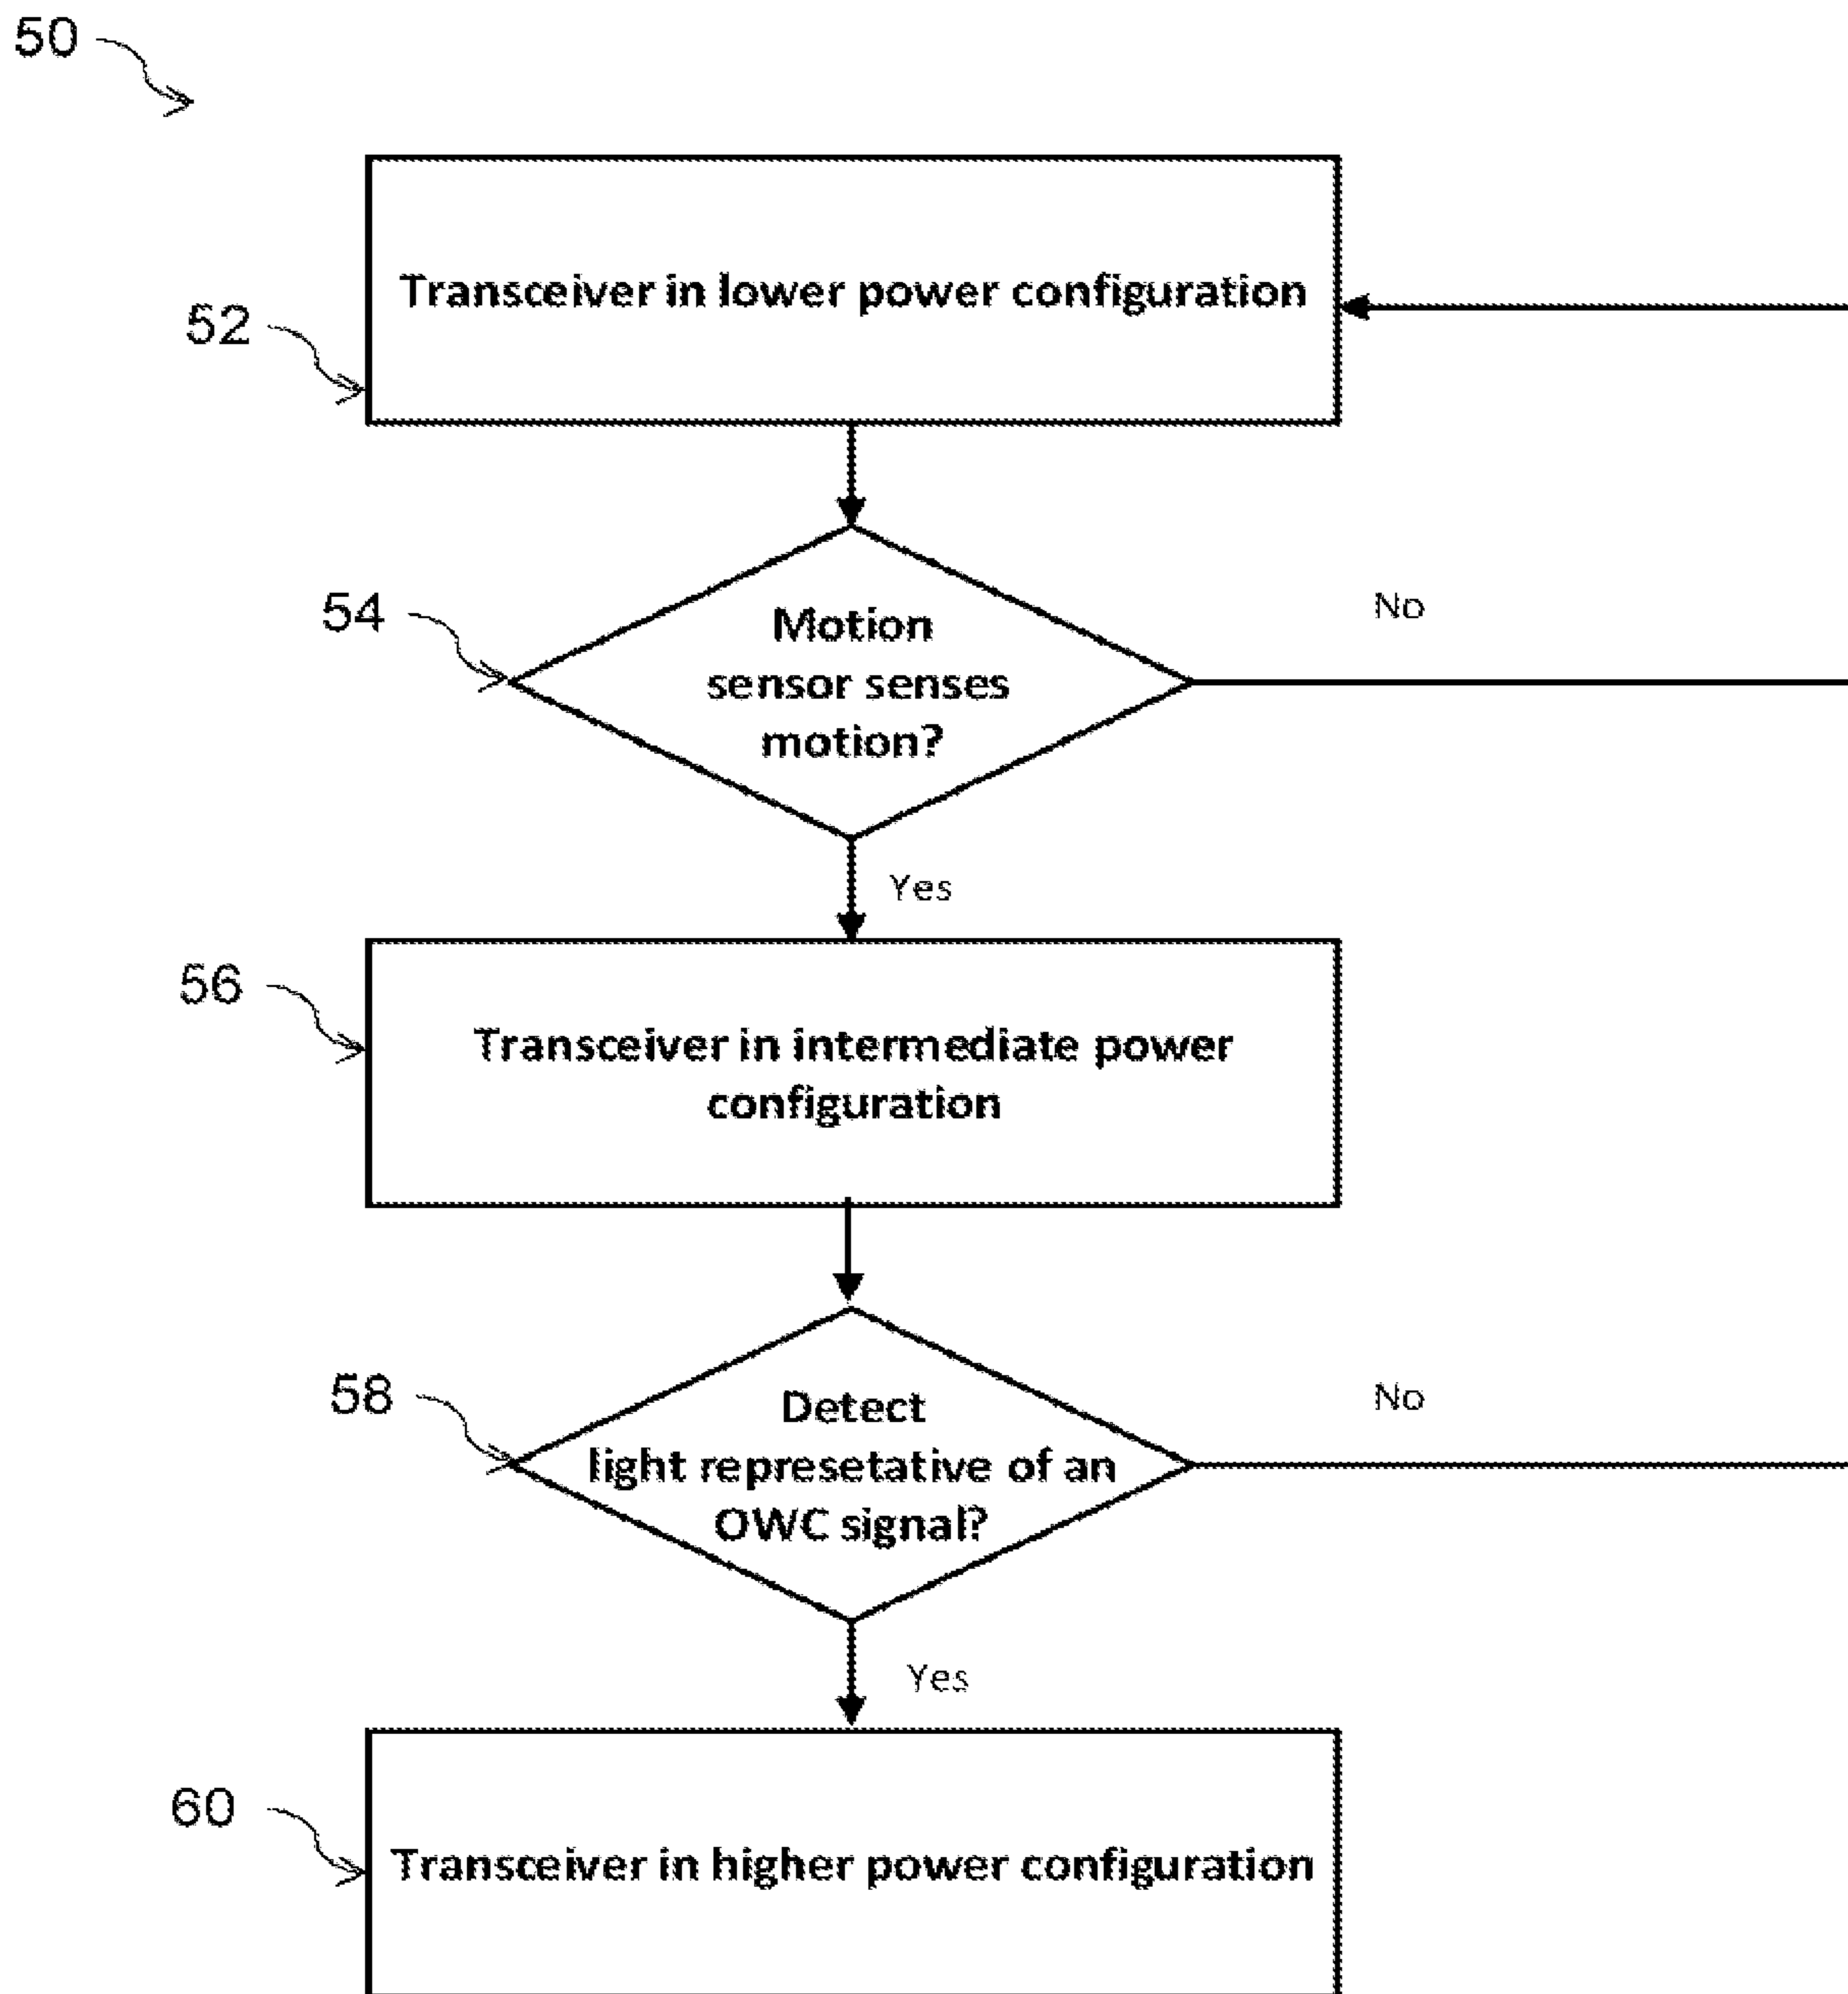 50
Transceiver in lower power configuration
52
54
Motion
sensor senses
motion?
No
Yes
56
Transceiver in intermediate power
configuration
58
Detect
light represetative of an
OWC signal?
No
Yes
60
Transceiver in higher power configuration